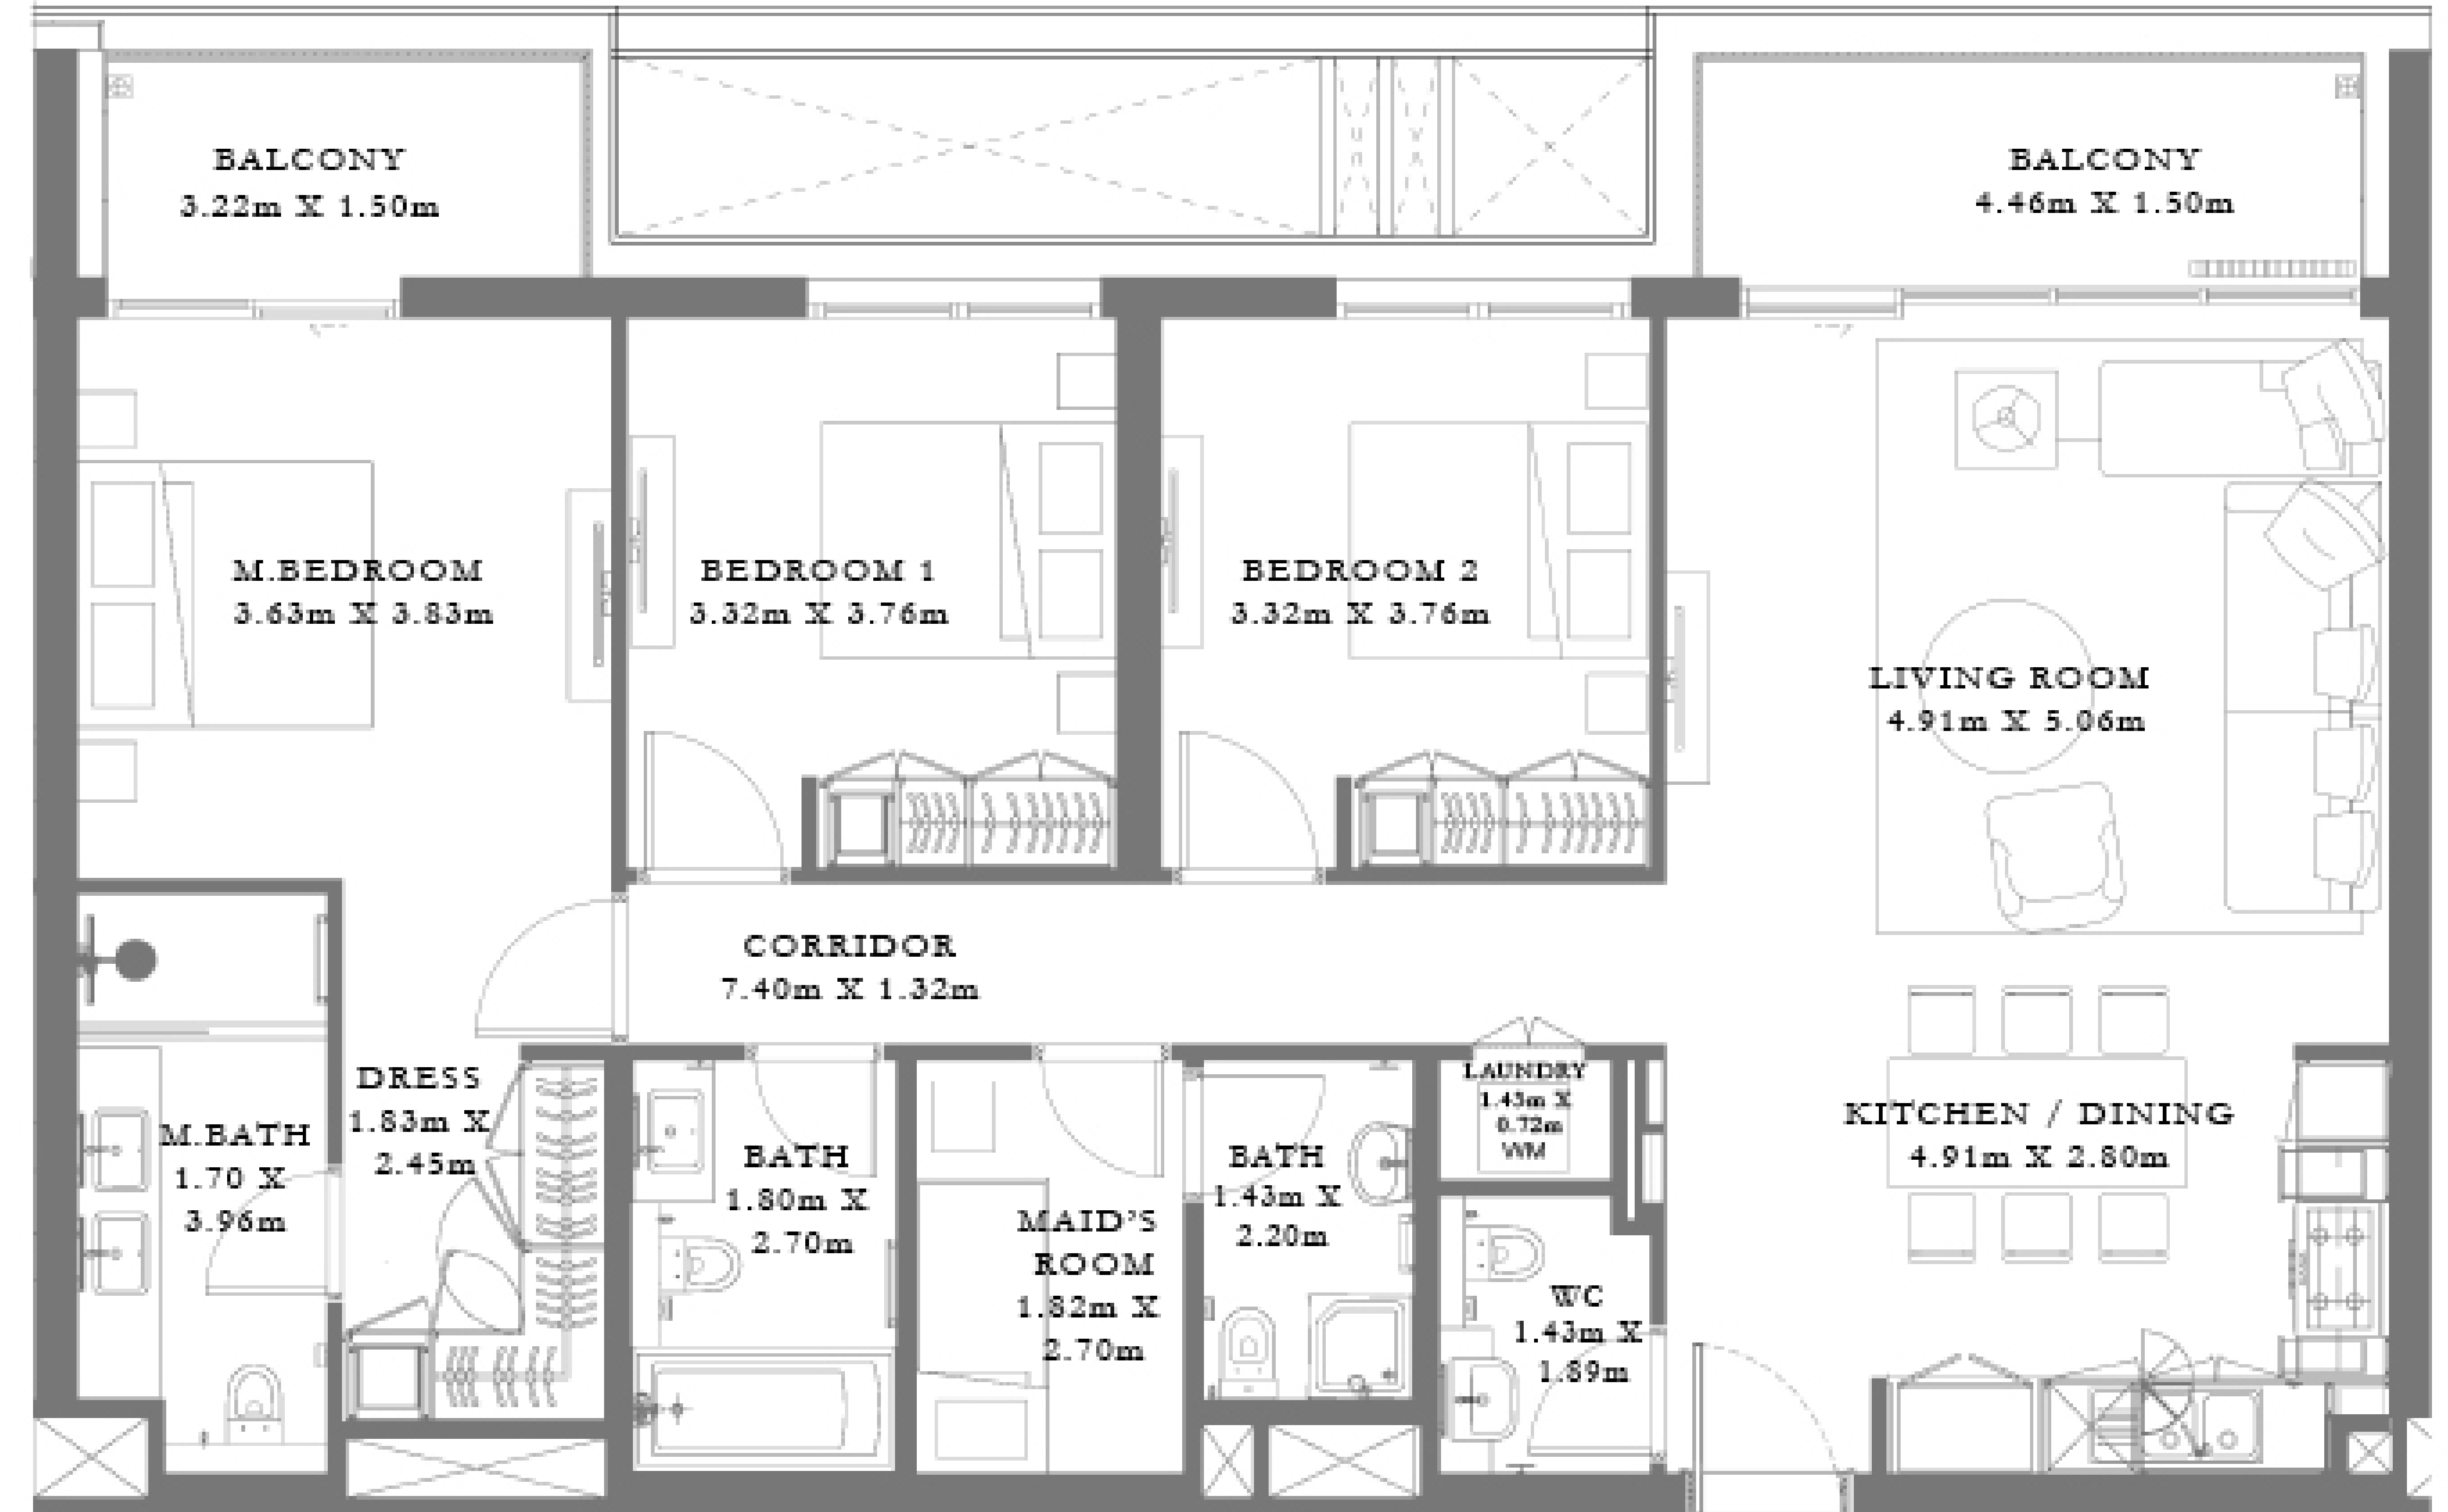 BALCONY
3.22m X 1.50m
BALCONY
4.46m X 1.50m
M.BEDROOM
3.63m X 3.83m
BEDROOM 1
3.32m X 3.76m
BEDROOM 2
3.32m X 3.76m
LIVING ROOM
4.91m X 5.06m
CORRIDOR
7.40m X 1.32m
DRESS
1.83m X
2.45m
M.BATH
1.70 X
3.96m
BATH
1.80m X
2.70m
MAID'S
ROOM
1.82m X
2.70m
BATH
1.43m X
2.20m
LAUNDRY
1.43m X
0.72m
WM
WC
1.43m X
1.89m
KITCHEN / DINING
4.91m X 2.80m